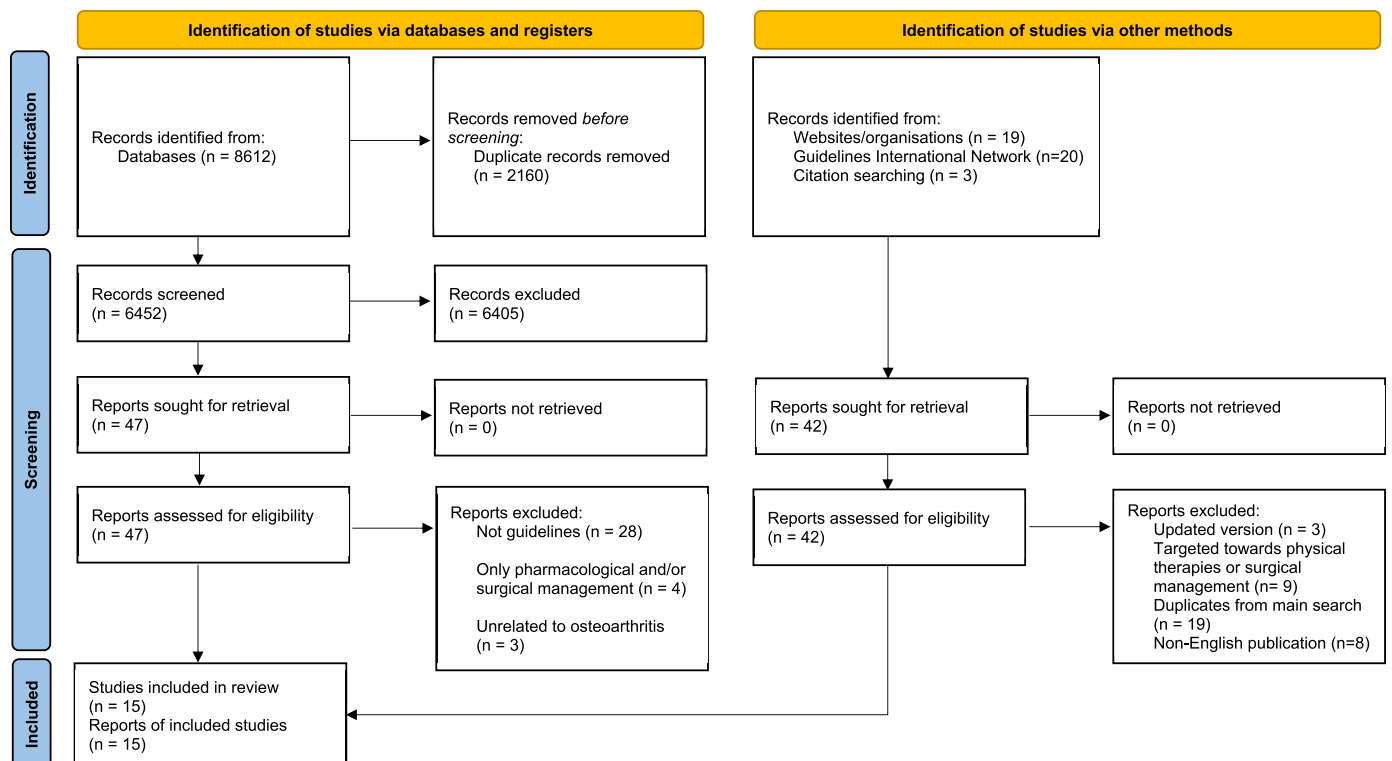 Identification of studies via databases and registers
Identification of studies via other methods
Identification
Records identified from:
Databases (n = 8612)
Records removed before
screening:
Duplicate records removed
(n = 2160)
Records identified from:
Websites/organisations (n = 19)
Guidelines International Network (n=20)
Citation searching (n = 3)
Screening
Records screened
(n = 6452)
Records excluded
(n = 6405)
Reports sought for retrieval
(n = 47)
Reports not retrieved
(n = 0)
Reports sought for retrieval
(n = 42)
Reports not retrieved
(n = 0)
Reports assessed for eligibility
(n = 47)
Reports excluded:
Not guidelines (n = 28)
Only pharmacological and/or
surgical management (n = 4)
Unrelated to osteoarthritis
(n = 3)
Reports assessed for eligibility
(n = 42)
Reports excluded:
Updated version (n = 3)
Targeted towards physical
therapies or surgical
management (n= 9)
Duplicates from main search
(n = 19)
Non-English publication (n=8)
Included
Studies included in review
(n = 15)
Reports of included studies
(n = 15)